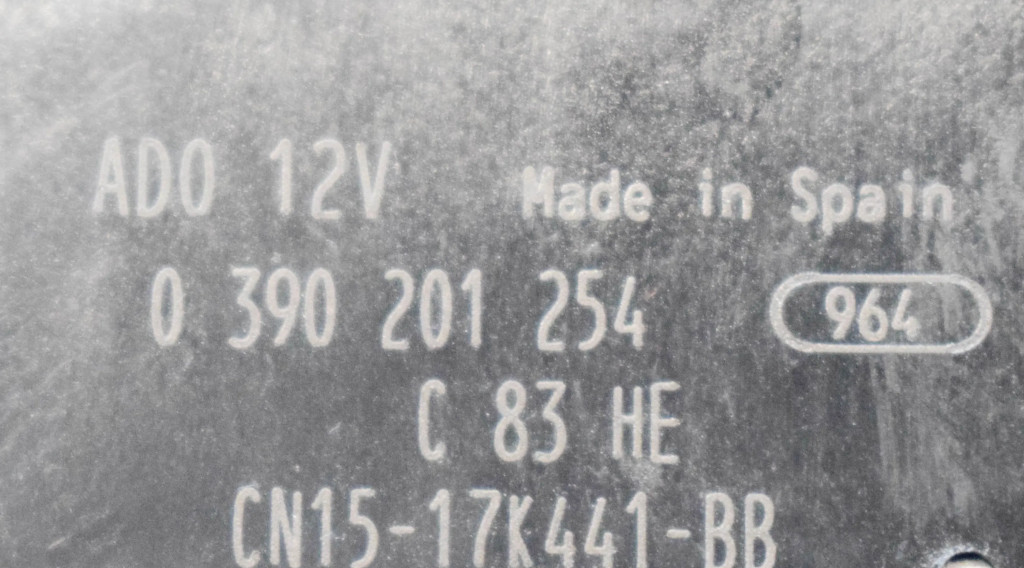 ADO 12V Made in Spain
0 390 201 254 964
C 83 HE
CN15-17K441-BB